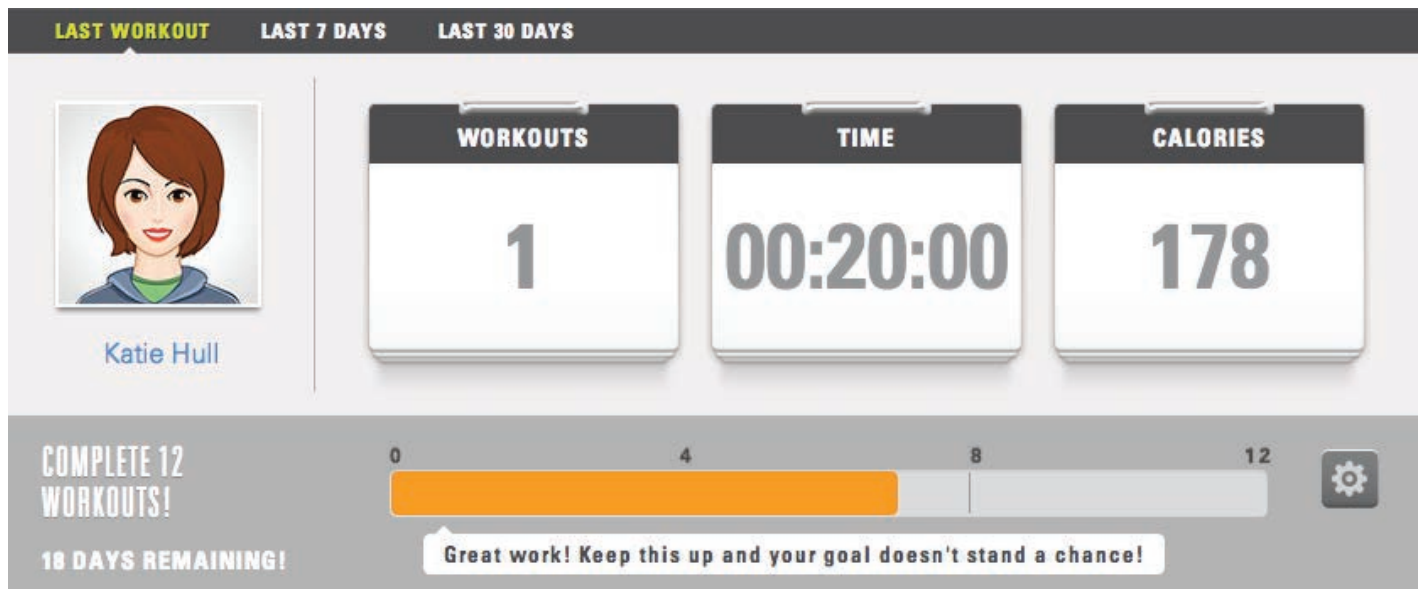 LAST WORKOUT LAST 7 DAYS LAST 30 DAYS
WORKOUTS
1
TIME
00:20:00
CALORIES
178
Katie Hull
COMPLETE 12
WORKOUTS!
18 DAYS REMAINING!
0 4 8 12
Great work! Keep this up and your goal doesn't stand a chance!